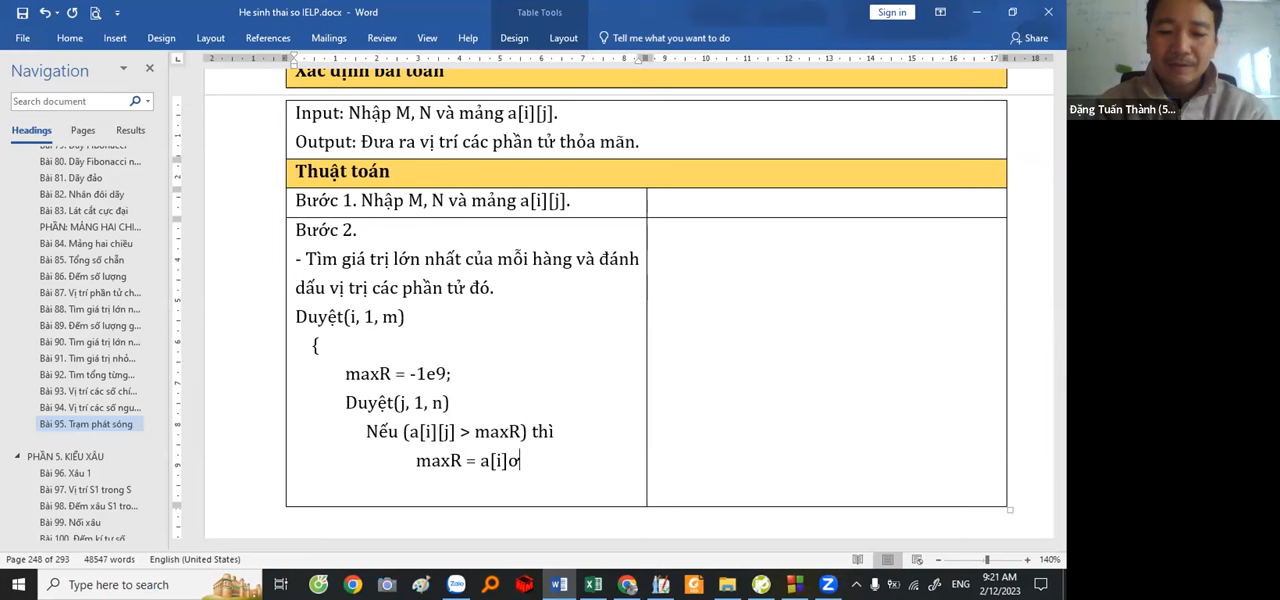 He sinh thai so IELP.docx - Word
Table Tools
Sign in
File Home Insert Design Layout References Mailings Review View Help Design Layout Tell me what you want to do Share
Navigation
Search document
Headings Pages Results
Bài 80. Dãy Fibonacci n...
Bài 81. Dãy đảo
Bài 82. Nhân đôi dãy
Bài 83. Lát cắt cực đại
PHẦN: MẢNG HAI CHI...
Bài 84. Mảng hai chiều
Bài 85. Tổng số chẵn
Bài 86. Đếm số lượng
Bài 87. Vị trí phần tử ch...
Bài 88. Tìm giá trị lớn n...
Bài 89. Đếm số lượng g...
Bài 90. Tìm giá trị lớn n...
Bài 91. Tìm giá trị nhỏ...
Bài 92. Tìm tổng từng...
Bài 93. Vị trí các số chí...
Bài 94. Vị trí các số ngu...
Bài 95. Trạm phát sóng
PHẦN 5. KIỂU XÂU
Bài 96. Xâu 1
Bài 97. Vị trí S1 trong S
Bài 98. Đếm xâu S1 tro...
Bài 99. Nối xâu
Bài 100. Đếm kí tự số
Xác định bài toán
Input: Nhập M, N và mảng a[i][j].
Output: Đưa ra vị trí các phần tử thỏa mãn.
Thuật toán
Bước 1. Nhập M, N và mảng a[i][j].
Bước 2.
- Tìm giá trị lớn nhất của mỗi hàng và đánh
dấu vị trí các phần tử đó.
Duyệt(i, 1, m)
{
maxR = -1e9;
Duyệt(j, 1, n)
Nếu (a[i][j] > maxR) thì
maxR = a[i]ơ
Đặng Tuấn Thành (5...
Page 248 of 293 48547 words English (United States)
140%
Type here to search
ENG
9:21 AM
2/12/2023